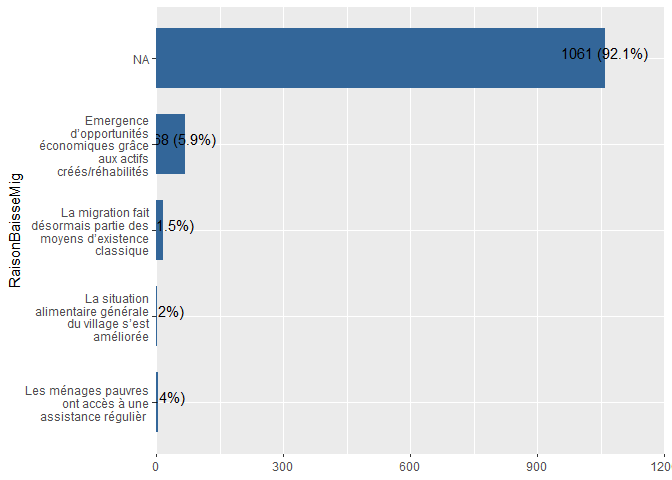 RaisonBaisseMig
NA
1061 (92.1%)
Emergence
d'opportunités
économiques grâce
aux actifs
créés/réhabilités
68 (5.9%)
La migration fait
désormais partie des
moyens d'existence
classique
1.5%)
La situation
alimentaire générale
du village s'est
améliorée
2%)
Les ménages pauvres
ont accès à une
assistance régulièr
4%)
0
300
600
900
120